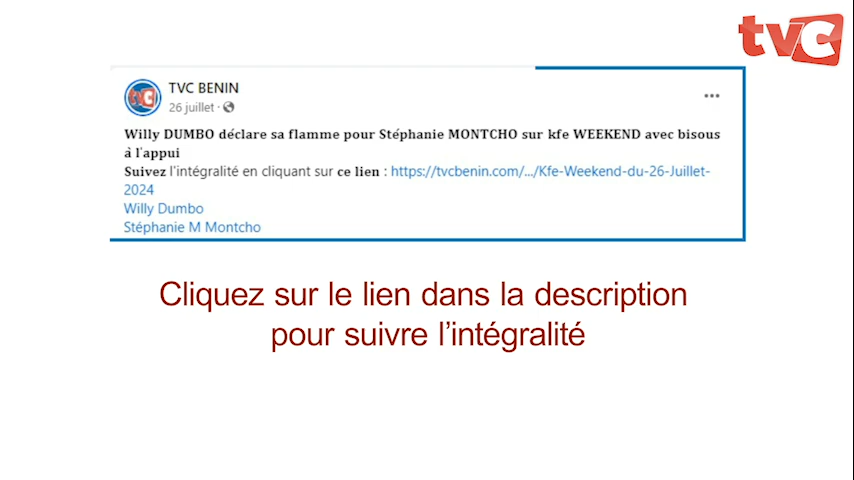 tvc
TVC BENIN
26 juillet ·
Willy DUMBO déclare sa flamme pour Stéphanie MONTCHO sur kfe WEEKEND avec bisous
à l'appui
Suivez l'intégralité en cliquant sur ce lien : https://tvcbenin.com/.../Kfe-Weekend-du-26-Juillet-
2024
Willy Dumbo
Stéphanie M Montcho
Cliquez sur le lien dans la description
pour suivre l’intégralité